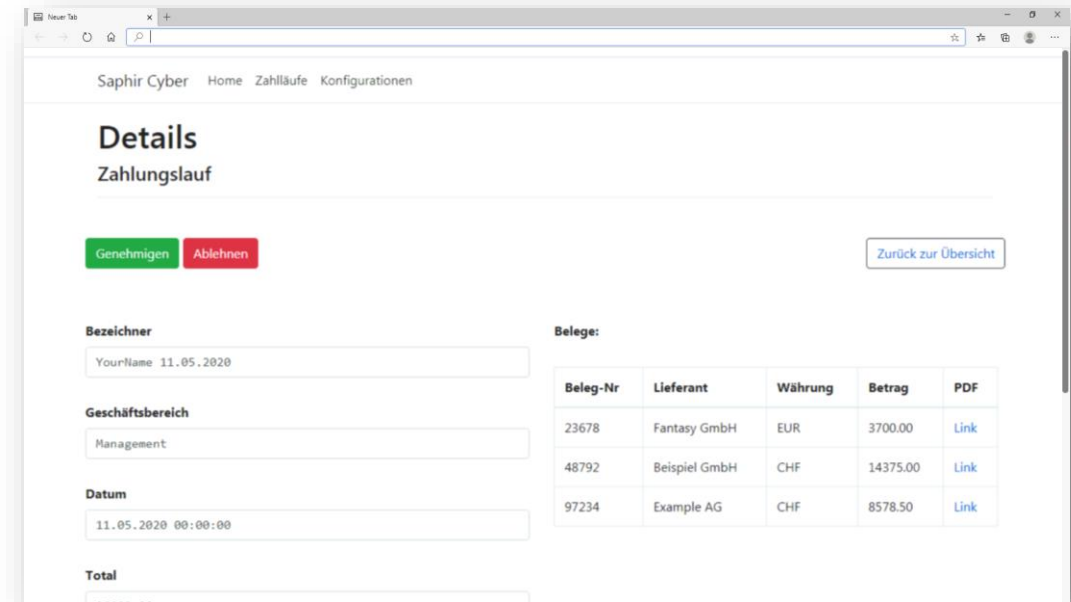 Neuer Tab
Saphir Cyber Home Zahlläufe Konfigurationen
Details
Zahlungslauf
Genehmigen Ablehnen Zurück zur Übersicht
Bezeichner
YourName 11.05.2020
Geschäftsbereich
Management
Datum
11.05.2020 00:00:00
Total
Belege:
Beleg-Nr Lieferant Währung Betrag PDF
23678 Fantasy GmbH EUR 3700.00 Link
48792 Beispiel GmbH CHF 14375.00 Link
97234 Example AG CHF 8578.50 Link